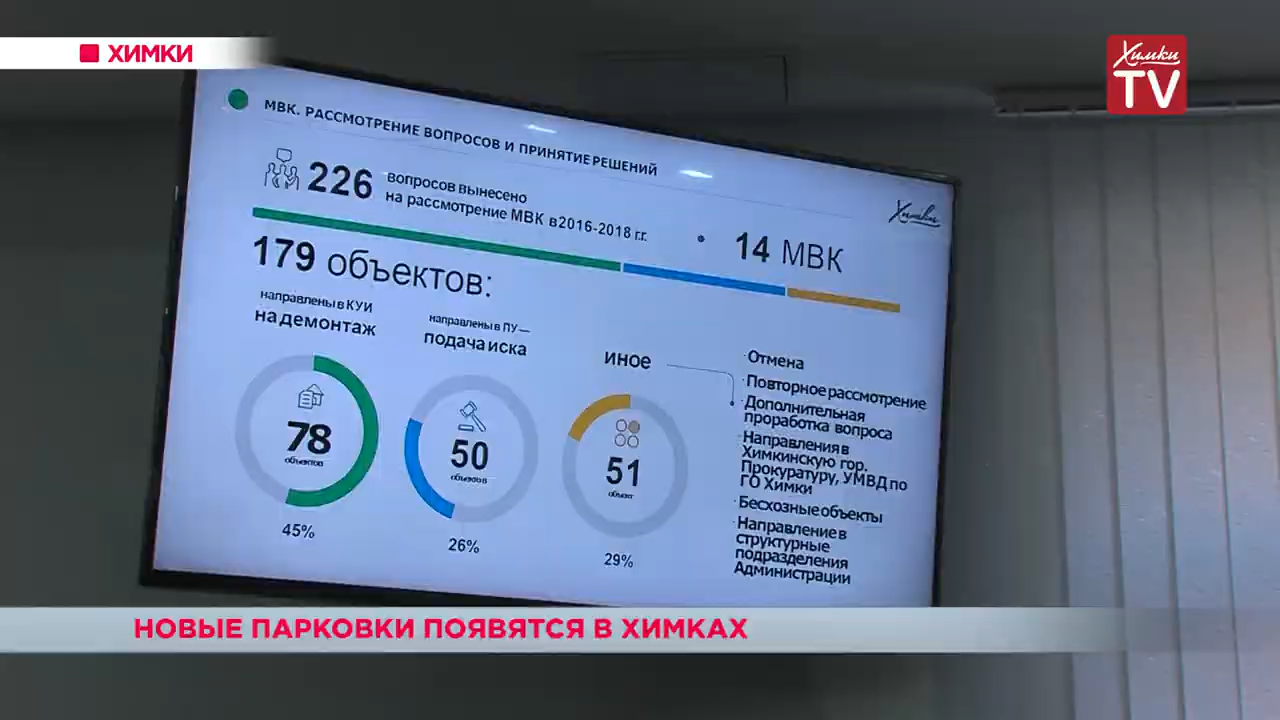 ХИМКИ
Химки
TV
МВК. РАССМОТРЕНИЕ ВОПРОСОВ И ПРИНЯТИЕ РЕШЕНИЙ
Химки
226 вопросов вынесено
на рассмотрение МВК в 2016-2018 г.г.
14 МВК
179 объектов:
направлены в КУИ
на демонтаж
78
объектов
45%
направлены в ПУ —
подача иска
50
объектов
26%
иное
51
объект
29%
· Отмена
· Повторное рассмотрение
· Дополнительная
проработка вопроса
· Направления в
Химкинскую гор.
Прокуратуру, УМВД по
ГО Химки
· Бесхозные объекты
· Направление в
структурные
подразделения
Администрации
НОВЫЕ ПАРКОВКИ ПОЯВЯТСЯ В ХИМКАХ